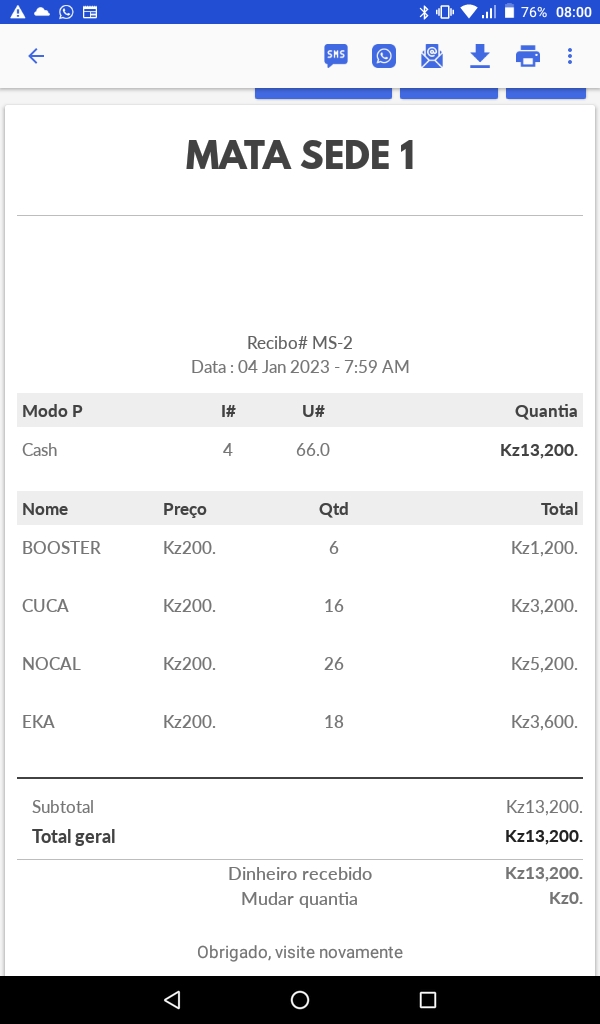 76% 08:00
SMS
MATA SEDE 1
Recibo# MS-2
Data : 04 Jan 2023 - 7:59 AM
Modo P I# U# Quantia
Cash 4 66.0 Kz13,200.
Nome Preço Qtd Total
BOOSTER Kz200. 6 Kz1,200.
CUCA Kz200. 16 Kz3,200.
NOCAL Kz200. 26 Kz5,200.
EKA Kz200. 18 Kz3,600.
Subtotal Kz13,200.
Total geral Kz13,200.
Dinheiro recebido Kz13,200.
Mudar quantia Kz0.
Obrigado, visite novamente